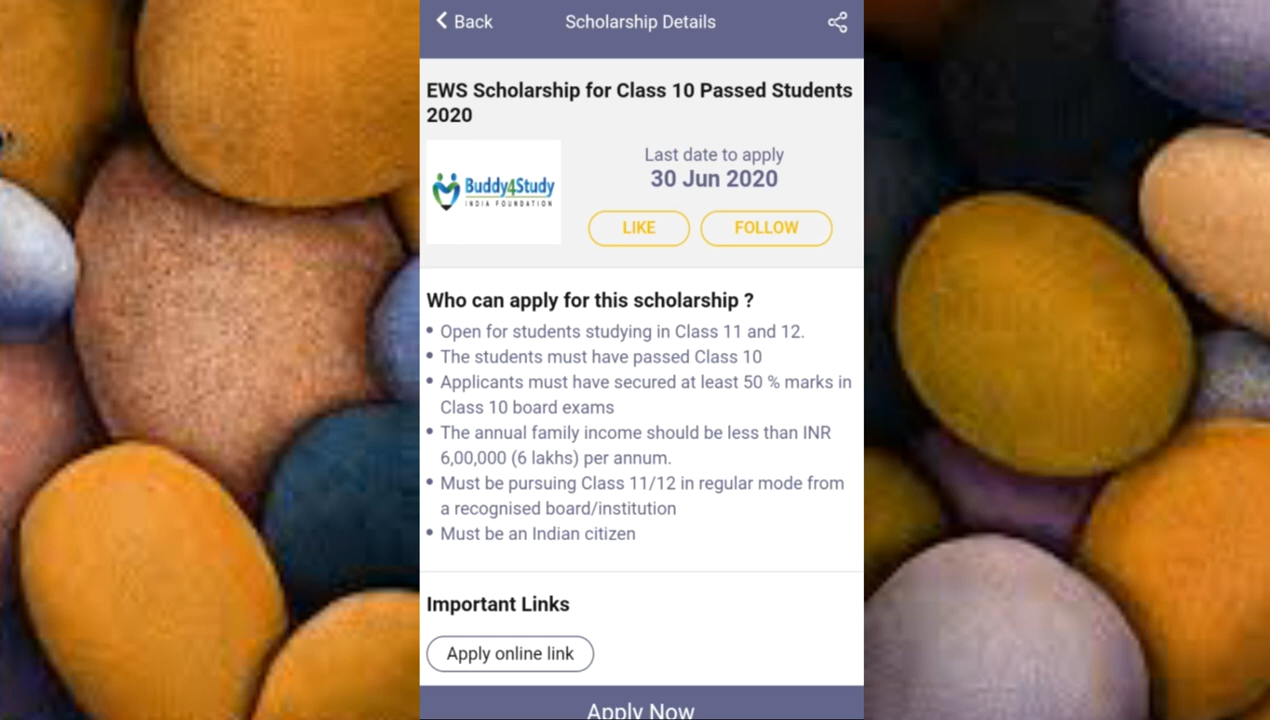 Back
Scholarship Details
EWS Scholarship for Class 10 Passed Students
2020
Buddy4Study
INDIA FOUNDATION
Last date to apply
30 Jun 2020
LIKE
FOLLOW
Who can apply for this scholarship ?
• Open for students studying in Class 11 and 12.
• The students must have passed Class 10
• Applicants must have secured at least 50 % marks in
Class 10 board exams
• The annual family income should be less than INR
6,00,000 (6 lakhs) per annum.
• Must be pursuing Class 11/12 in regular mode from
a recognised board/institution
• Must be an Indian citizen
Important Links
Apply online link
Apply Now